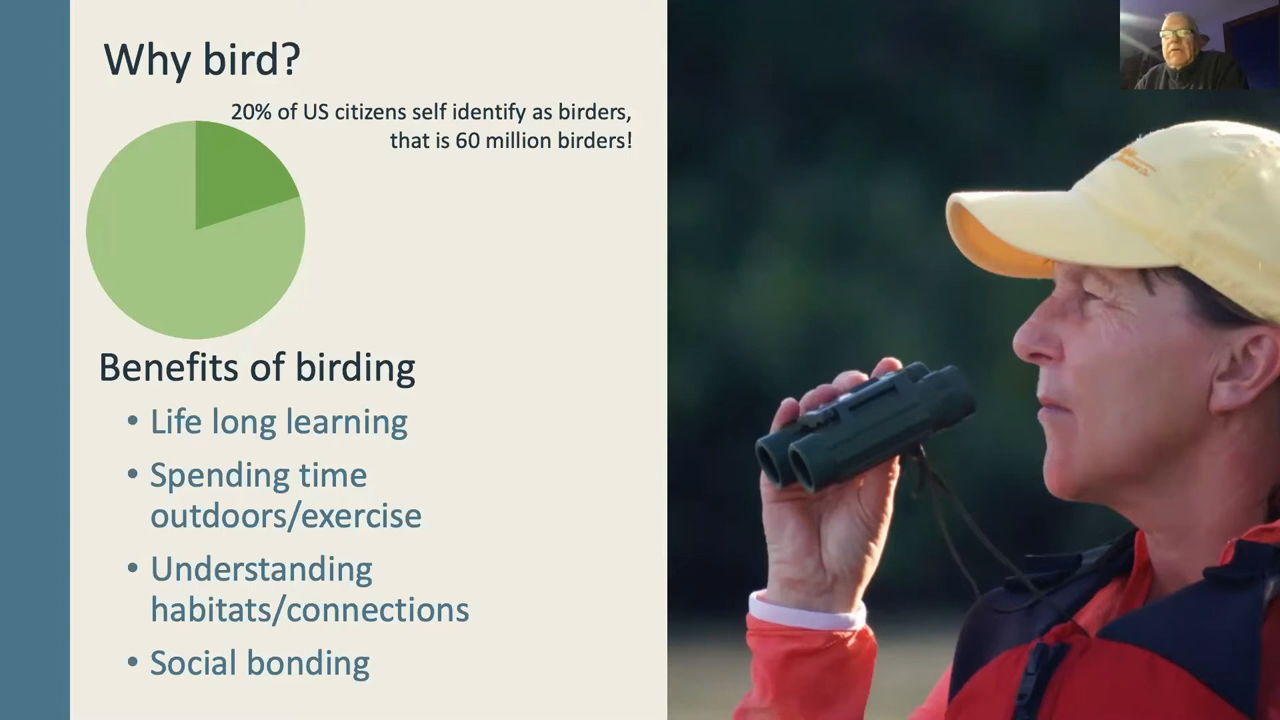 Why bird?
20% of US citizens self identify as birders,
that is 60 million birders!
Benefits of birding
• Life long learning
• Spending time
outdoors/exercise
• Understanding
habitats/connections
• Social bonding